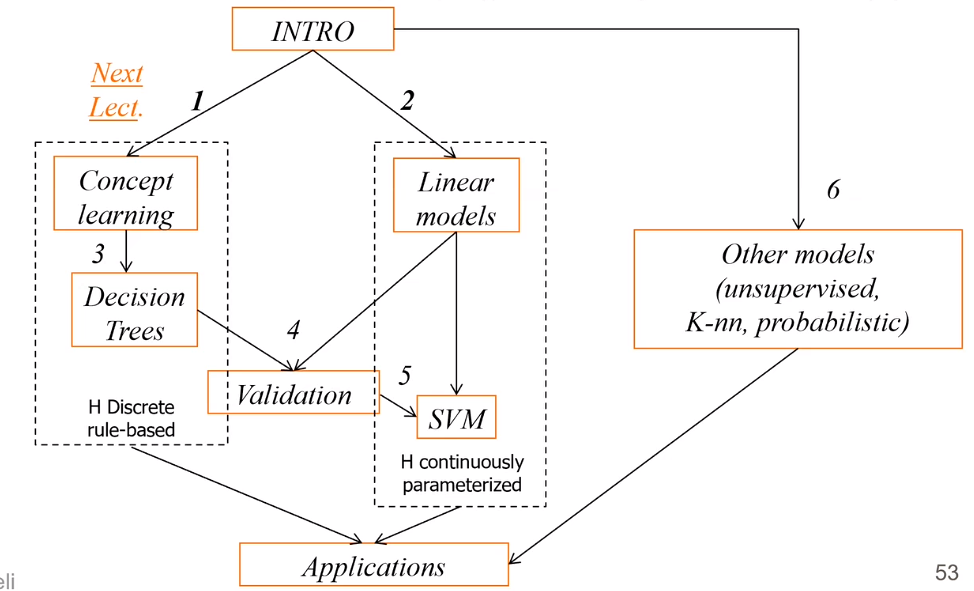 INTRO
Next
Lect.
1
2
Concept
learning
Linear
models
6
3
Other models
(unsupervised,
K-nn, probabilistic)
Decision
Trees
4
5
Validation
SVM
H Discrete
rule-based
H continuously
parameterized
Applications
eli
53